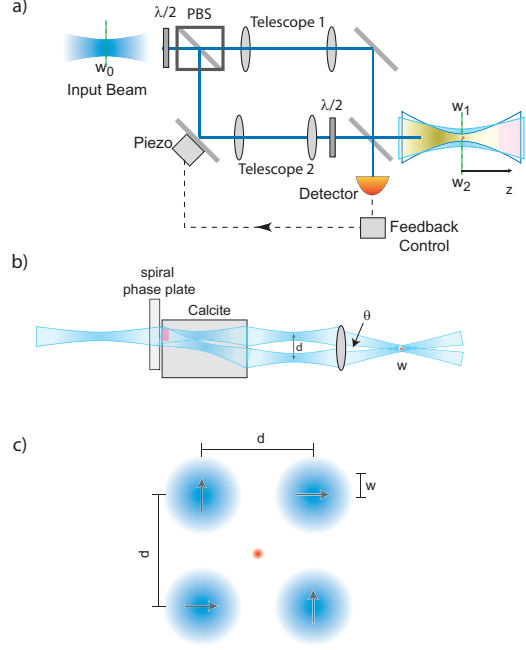 a)
λ/2
PBS
Telescope 1
w₀
Input Beam
λ/2
w₁
Piezo
Telescope 2
w₂
z
Detector
Feedback
Control
b)
spiral
phase plate
Calcite
θ
d
w
c)
d
w
d